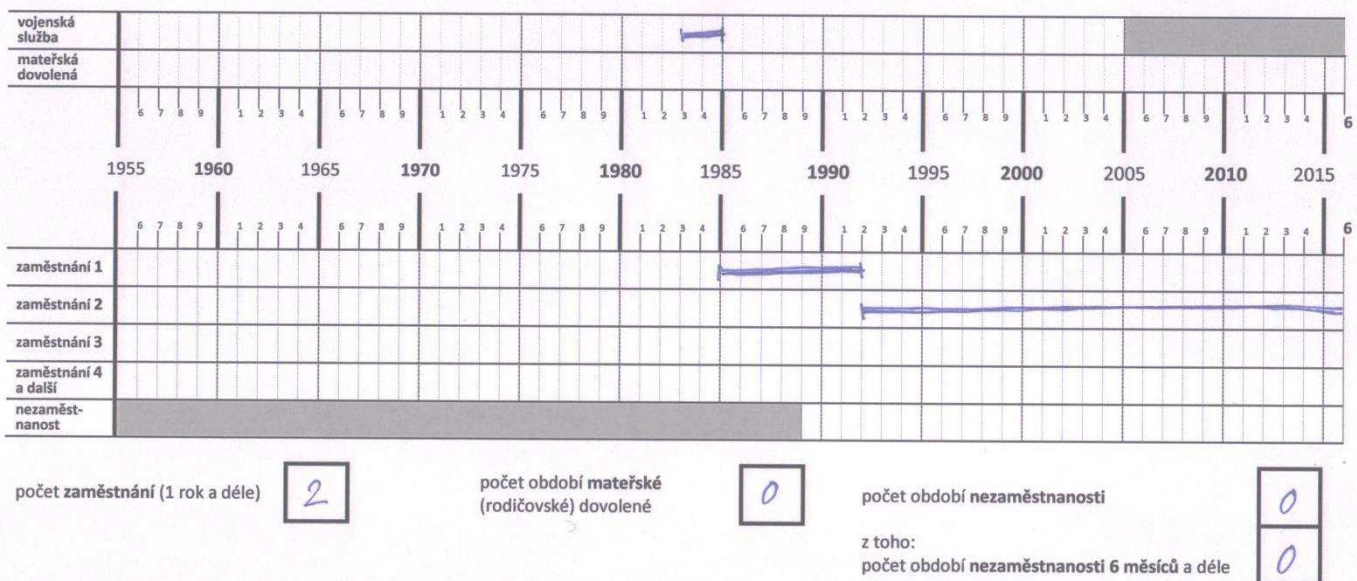 vojenská
služba
mateřská
dovolená
6 7 8 9 1 2 3 4 6 7 8 9 1 2 3 4 6 7 8 9 1 2 3 4 6 7 8 9 1 2 3 4 6 7 8 9 1 2 3 4 6 7 8 9 1 2 3 4 6
1955 1960 1965 1970 1975 1980 1985 1990 1995 2000 2005 2010 2015
6 7 8 9 1 2 3 4 6 7 8 9 1 2 3 4 6 7 8 9 1 2 3 4 6 7 8 9 1 2 3 4 6 7 8 9 1 2 3 4 6 7 8 9 1 2 3 4 6
zaměstnání 1
zaměstnání 2
zaměstnání 3
zaměstnání 4
a další
nezaměst-
nanost
počet zaměstnání (1 rok a déle) 2
počet období mateřské
(rodičovské) dovolené 0
počet období nezaměstnanosti 0
z toho:
počet období nezaměstnanosti 6 měsíců a déle 0